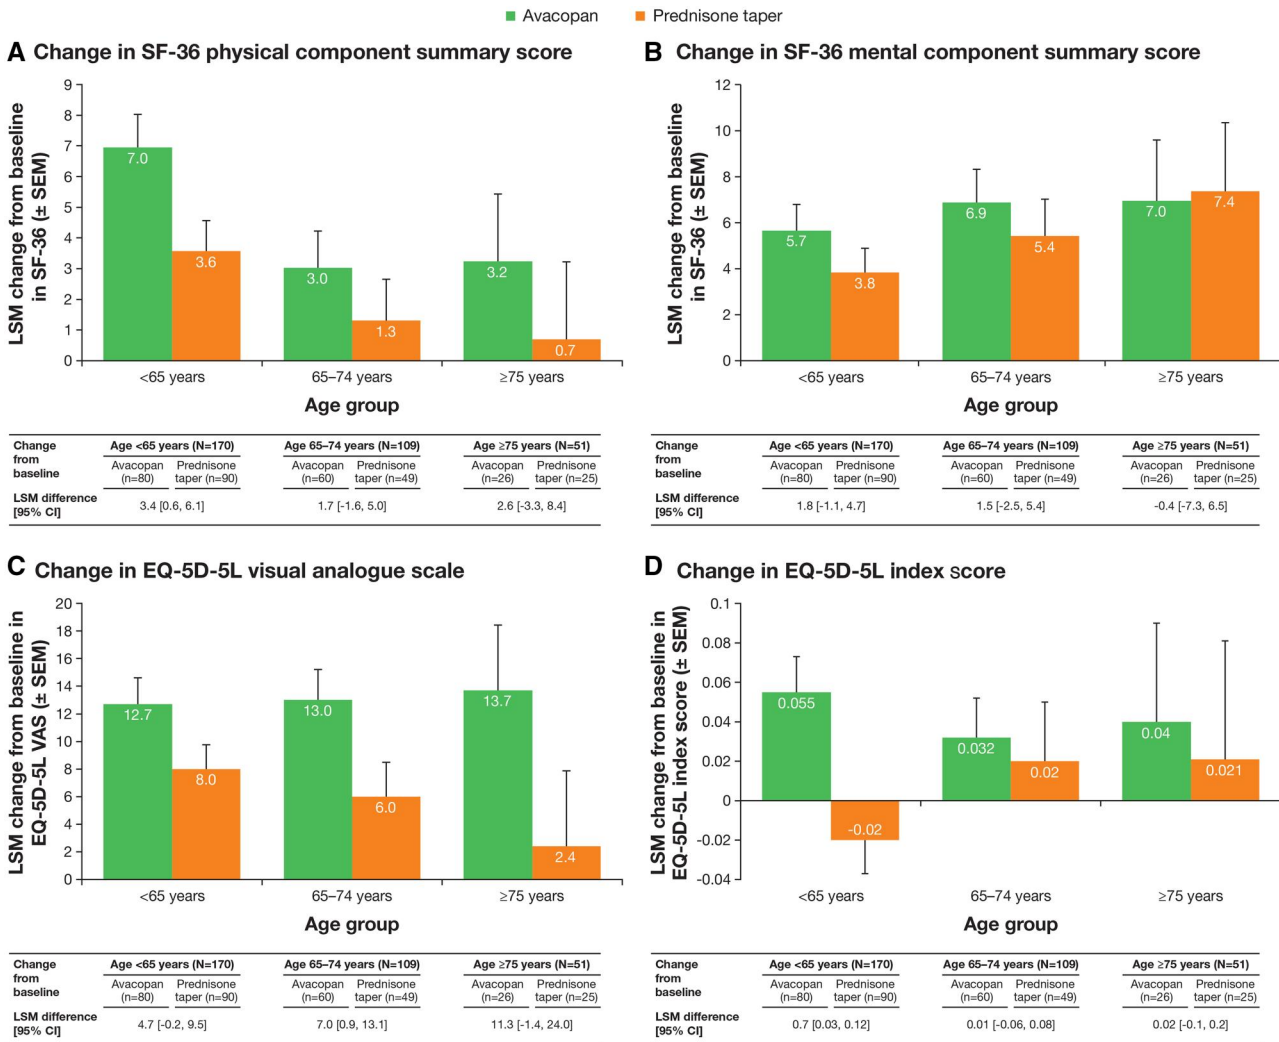 Avacopan Prednisone taper
A Change in SF-36 physical component summary score
LSM change from baseline
in SF-36 (± SEM)
9
8
7
6
5
4
3
2
1
0
7.0
3.6
3.0
1.3
3.2
0.7
<65 years 65–74 years ≥75 years
Age group
Change from baseline Age <65 years (N=170) Age 65–74 years (N=109) Age ≥75 years (N=51)
Avacopan (n=80) Prednisone taper (n=90) Avacopan (n=60) Prednisone taper (n=49) Avacopan (n=26) Prednisone taper (n=25)
LSM difference [95% CI] 3.4 [0.6, 6.1] 1.7 [-1.6, 5.0] 2.6 [-3.3, 8.4]
B Change in SF-36 mental component summary score
LSM change from baseline
in SF-36 (± SEM)
12
10
8
6
4
2
0
5.7
3.8
6.9
5.4
7.0
7.4
<65 years 65–74 years ≥75 years
Age group
Change from baseline Age <65 years (N=170) Age 65–74 years (N=109) Age ≥75 years (N=51)
Avacopan (n=80) Prednisone taper (n=90) Avacopan (n=60) Prednisone taper (n=49) Avacopan (n=26) Prednisone taper (n=25)
LSM difference [95% CI] 1.8 [-1.1, 4.7] 1.5 [-2.5, 5.4] -0.4 [-7.3, 6.5]
C Change in EQ-5D-5L visual analogue scale
LSM change from baseline in
EQ-5D-5L VAS (± SEM)
20
18
16
14
12
10
8
6
4
2
0
12.7
8.0
13.0
6.0
13.7
2.4
<65 years 65–74 years ≥75 years
Age group
Change from baseline Age <65 years (N=170) Age 65–74 years (N=109) Age ≥75 years (N=51)
Avacopan (n=80) Prednisone taper (n=90) Avacopan (n=60) Prednisone taper (n=49) Avacopan (n=26) Prednisone taper (n=25)
LSM difference [95% CI] 4.7 [-0.2, 9.5] 7.0 [0.9, 13.1] 11.3 [-1.4, 24.0]
D Change in EQ-5D-5L index score
LSM change from baseline in
EQ-5D-5L index score (± SEM)
0.1
0.08
0.06
0.04
0.02
0
-0.02
-0.04
0.055
-0.02
0.032
0.02
0.04
0.021
<65 years 65–74 years ≥75 years
Age group
Change from baseline Age <65 years (N=170) Age 65–74 years (N=109) Age ≥75 years (N=51)
Avacopan (n=80) Prednisone taper (n=90) Avacopan (n=60) Prednisone taper (n=49) Avacopan (n=26) Prednisone taper (n=25)
LSM difference [95% CI] 0.7 [0.03, 0.12] 0.01 [-0.06, 0.08] 0.02 [-0.1, 0.2]